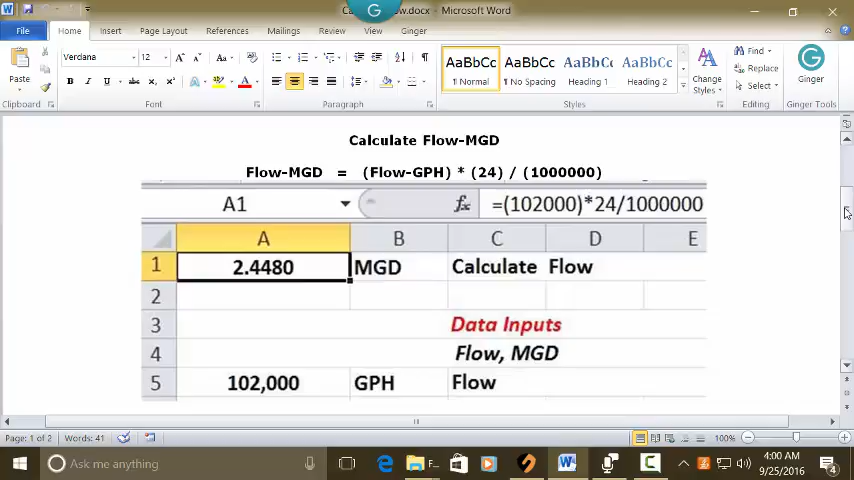 Calculate Flow.docx - Microsoft Word
File Home Insert Page Layout References Mailings Review View Ginger
Verdana 12
Paste
Clipboard Font Paragraph Styles Editing Ginger Tools
AaBbCc AaBbCc AaBbCc AaBbCc
¶ Normal ¶ No Spacing Heading 1 Heading 2
Change Styles
Find
Replace
Select
Ginger
Calculate Flow-MGD
Flow-MGD = (Flow-GPH) * (24) / (1000000)
A1 fx =(102000)*24/1000000
A B C D E
1 2.4480 MGD Calculate Flow
2
3 Data Inputs
4 Flow, MGD
5 102,000 GPH Flow
Page: 1 of 2 Words: 41 100%
Ask me anything
F...
4:00 AM
9/25/2016
4